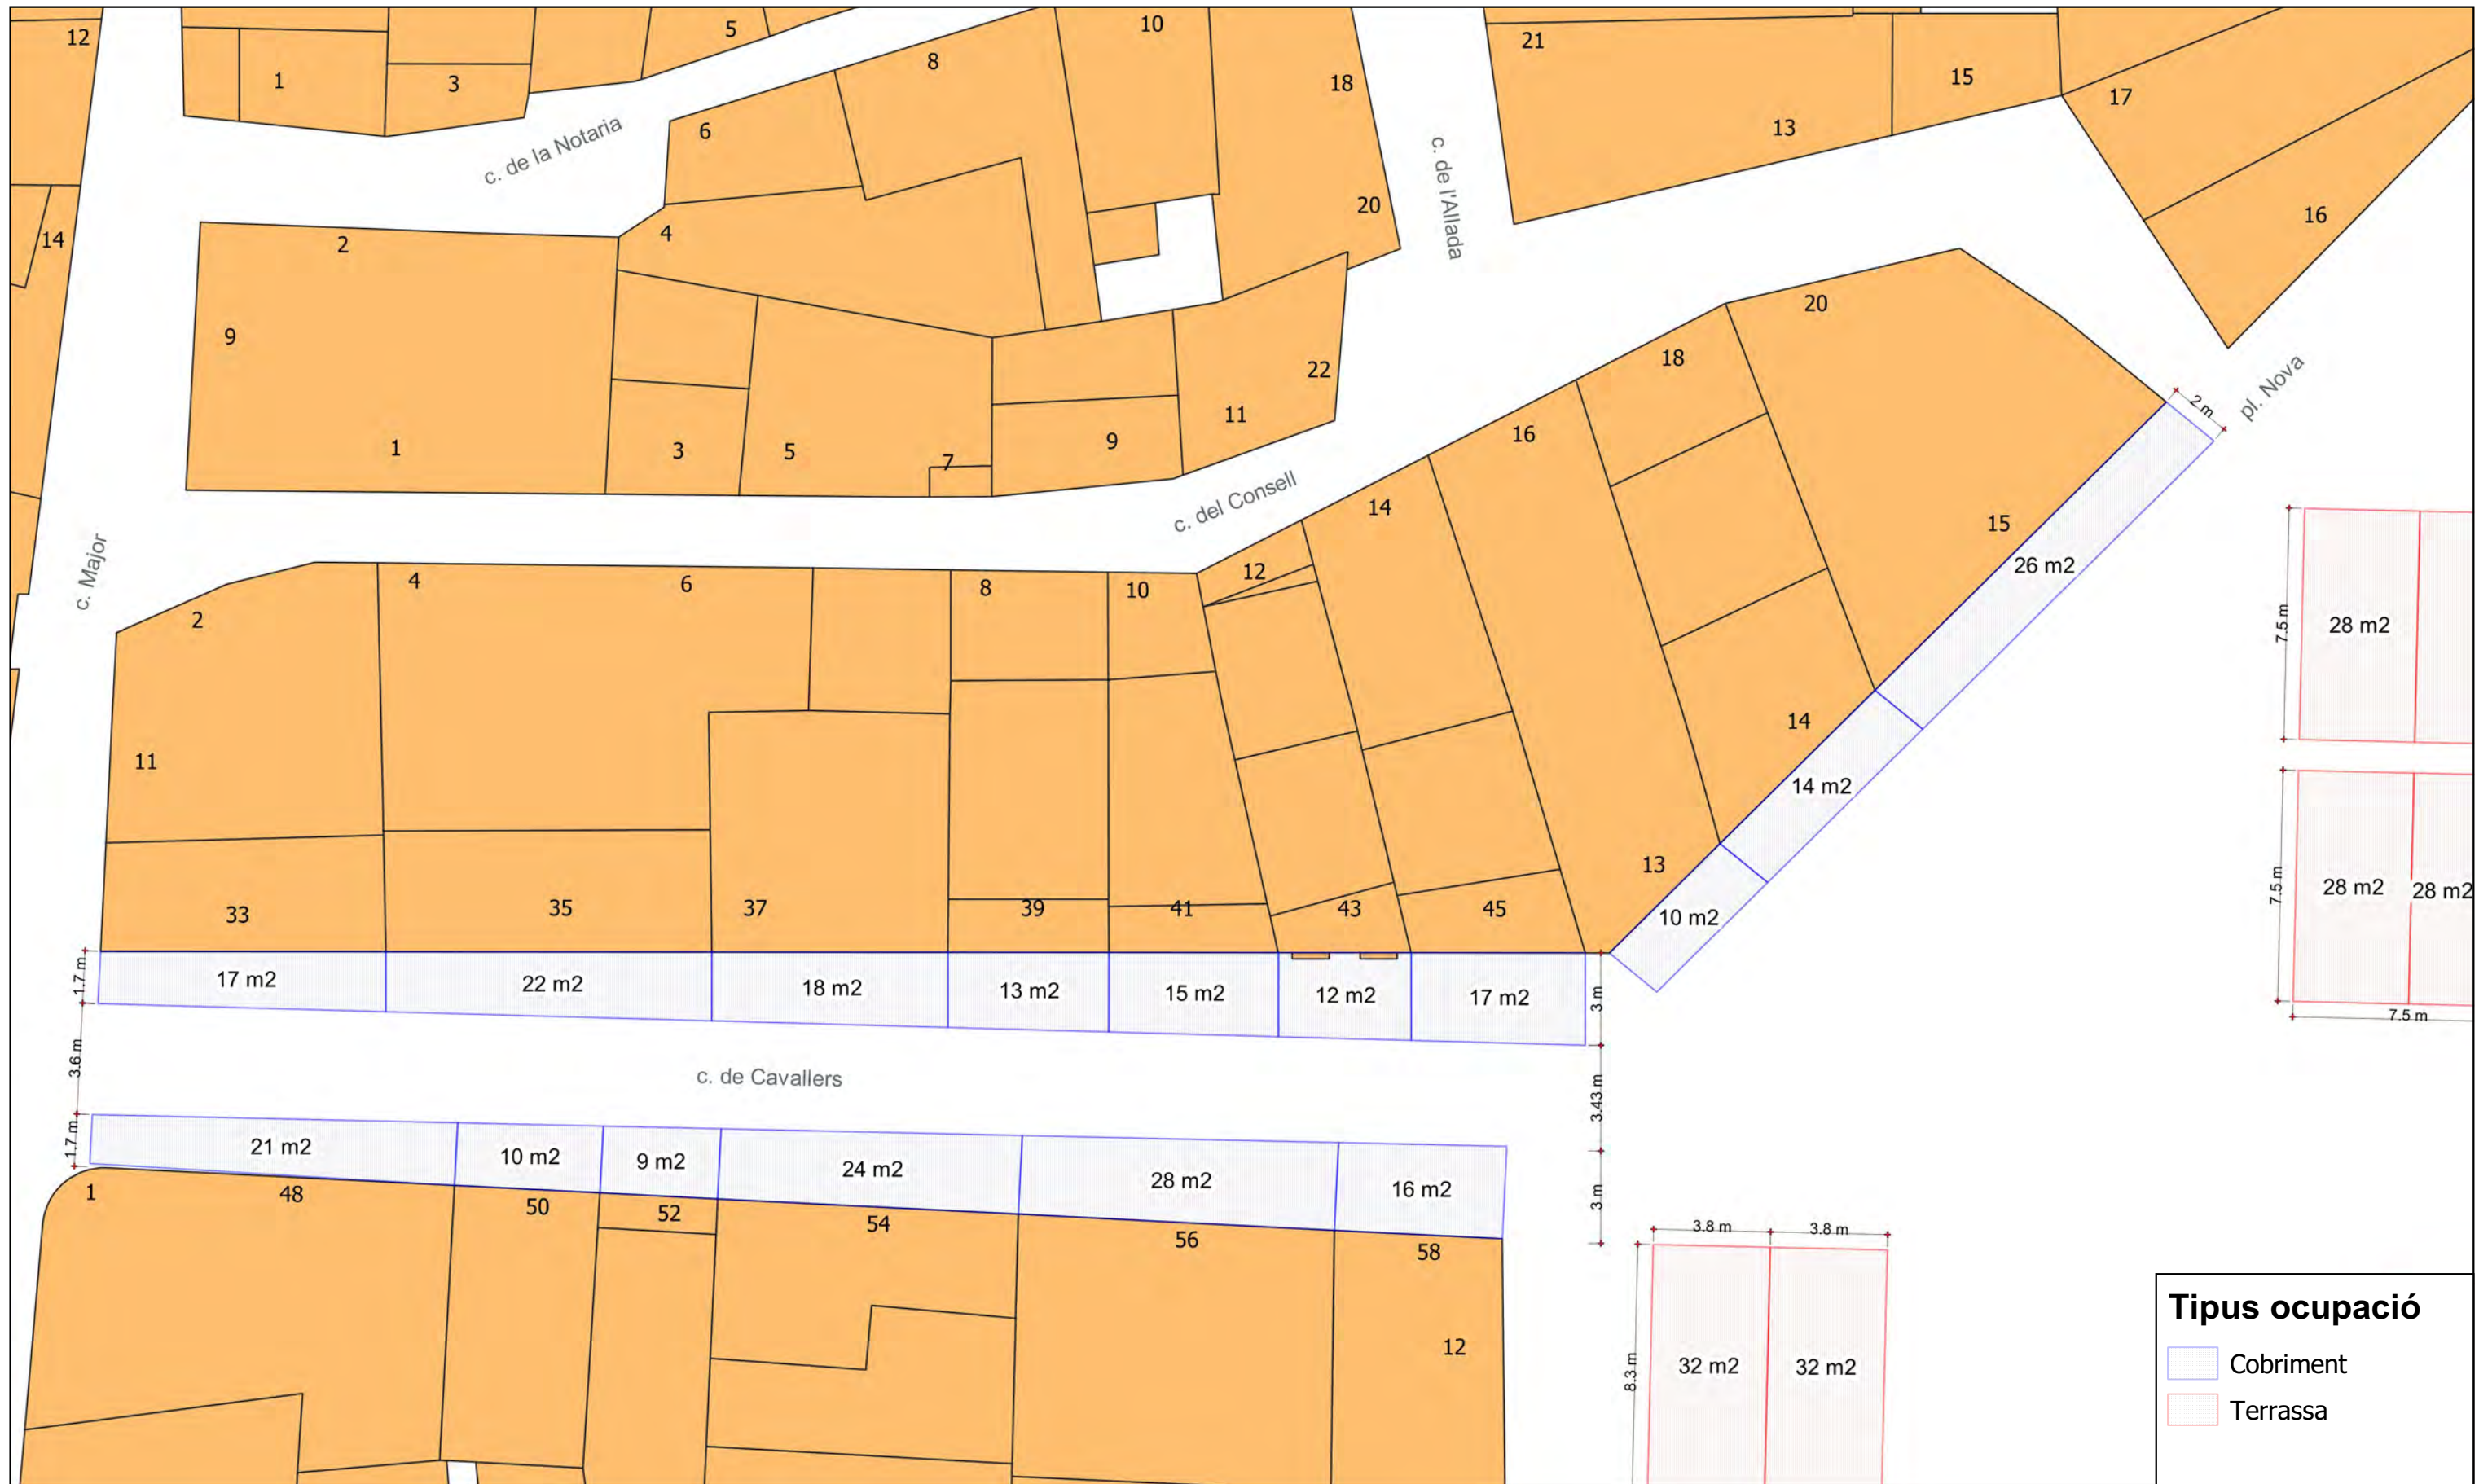 12
1
3
5
8
10
18
21
13
15
17
16
c. de la Notaria
6
c. de l'Allada
20
14
2
4
9
1
3
5
7
9
11
22
c. del Consell
16
18
20
15
pl. Nova
2 m
c. Major
2
4
6
8
10
12
14
11
33
35
37
39
41
43
45
13
14
26 m2
14 m2
10 m2
7.5 m
28 m2
7.5 m
28 m2
28 m2
7.5 m
1.7 m
17 m2
22 m2
18 m2
13 m2
15 m2
12 m2
17 m2
3 m
3.6 m
c. de Cavallers
3.43 m
1.7 m
21 m2
10 m2
9 m2
24 m2
28 m2
16 m2
3 m
1
48
50
52
54
56
58
12
3.8 m
3.8 m
8.3 m
32 m2
32 m2
Tipus ocupació
Cobriment
Terrassa